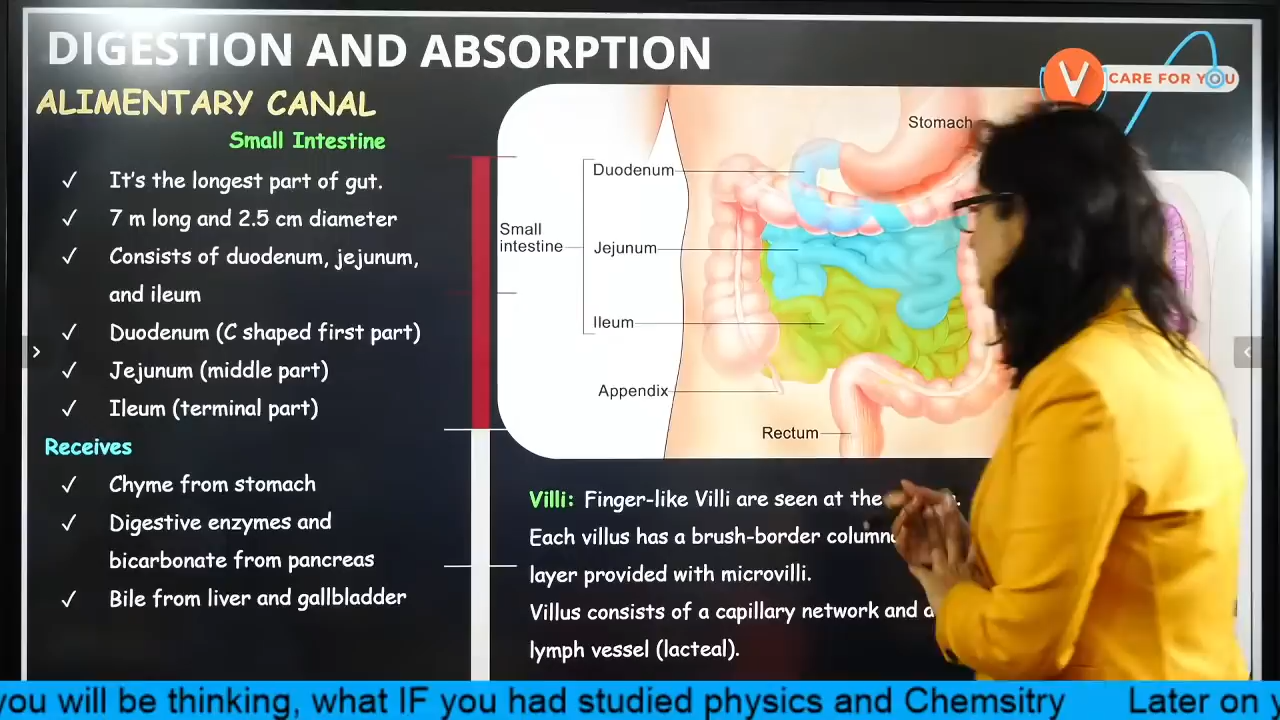 DIGESTION AND ABSORPTION
CARE FOR YOU
ALIMENTARY CANAL
Small Intestine
✓ It's the longest part of gut.
✓ 7 m long and 2.5 cm diameter
✓ Consists of duodenum, jejunum,
and ileum
✓ Duodenum (C shaped first part)
✓ Jejunum (middle part)
✓ Ileum (terminal part)
Receives
✓ Chyme from stomach
✓ Digestive enzymes and
bicarbonate from pancreas
✓ Bile from liver and gallbladder
Stomach
Duodenum
Small
intestine
Jejunum
Ileum
Appendix
Rectum
Villi: Finger-like Villi are seen at the
Each villus has a brush-border
layer provided with microvilli.
Villus consists of a capillary network and
lymph vessel (lacteal).
you will be thinking, what IF you had studied physics and Chemsitry Later on